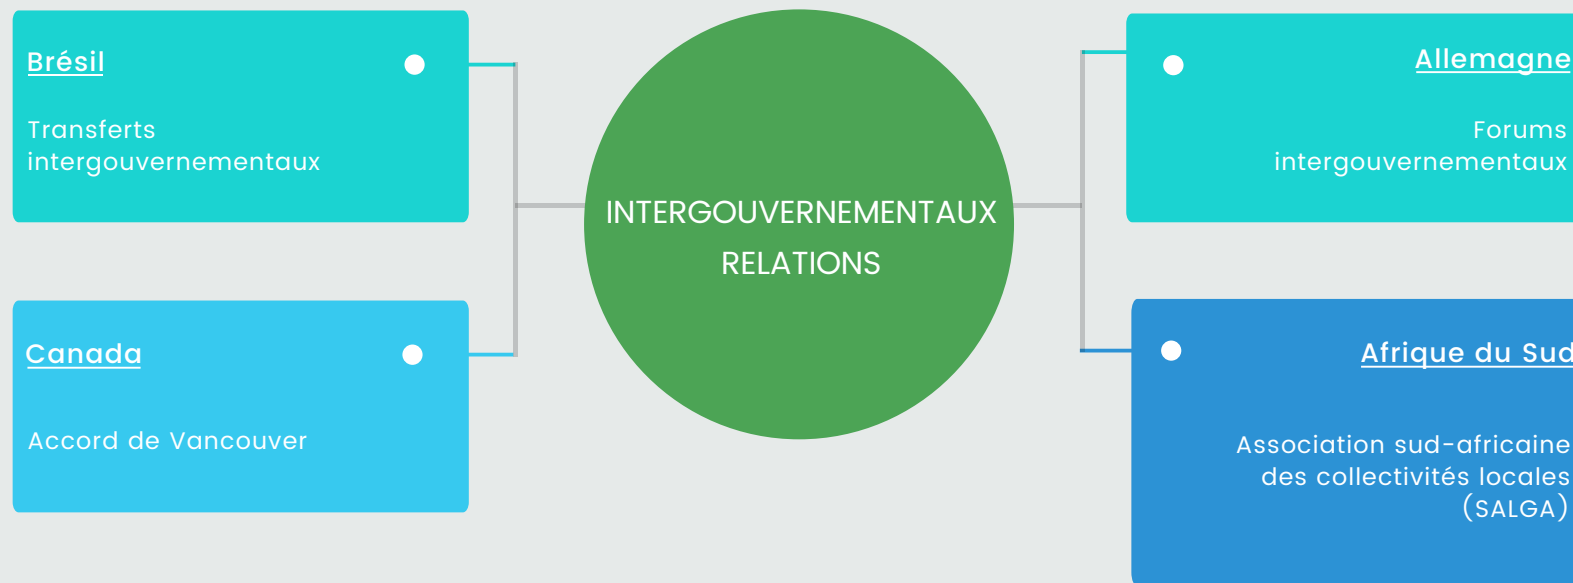 Brésil
Transferts
intergouvernementaux
Canada
Accord de Vancouver
INTERGOUVERNEMENTAUX
RELATIONS
Allemagne
Forums
intergouvernementaux
Afrique du Sud
Association sud-africaine
des collectivités locales
(SALGA)